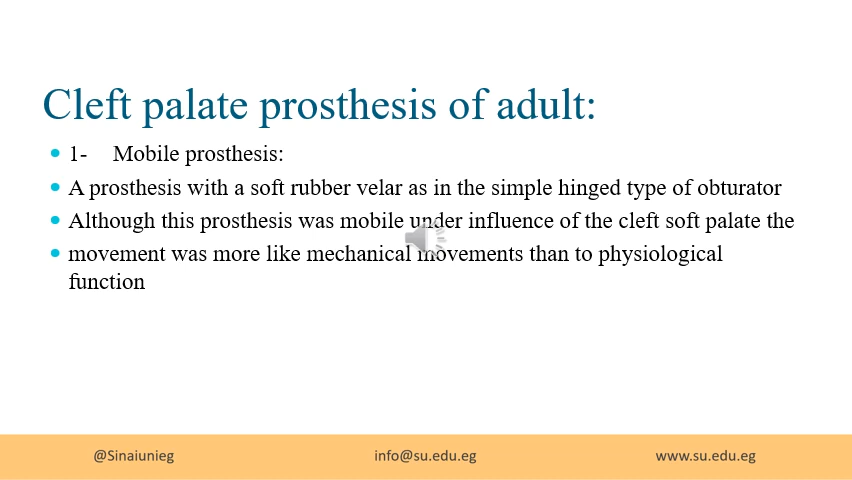 Cleft palate prosthesis of adult:
• 1- Mobile prosthesis:
• A prosthesis with a soft rubber velar as in the simple hinged type of obturator
• Although this prosthesis was mobile under influence of the cleft soft palate the
• movement was more like mechanical movements than to physiological
function
@Sinaiunieg info@su.edu.eg www.su.edu.eg